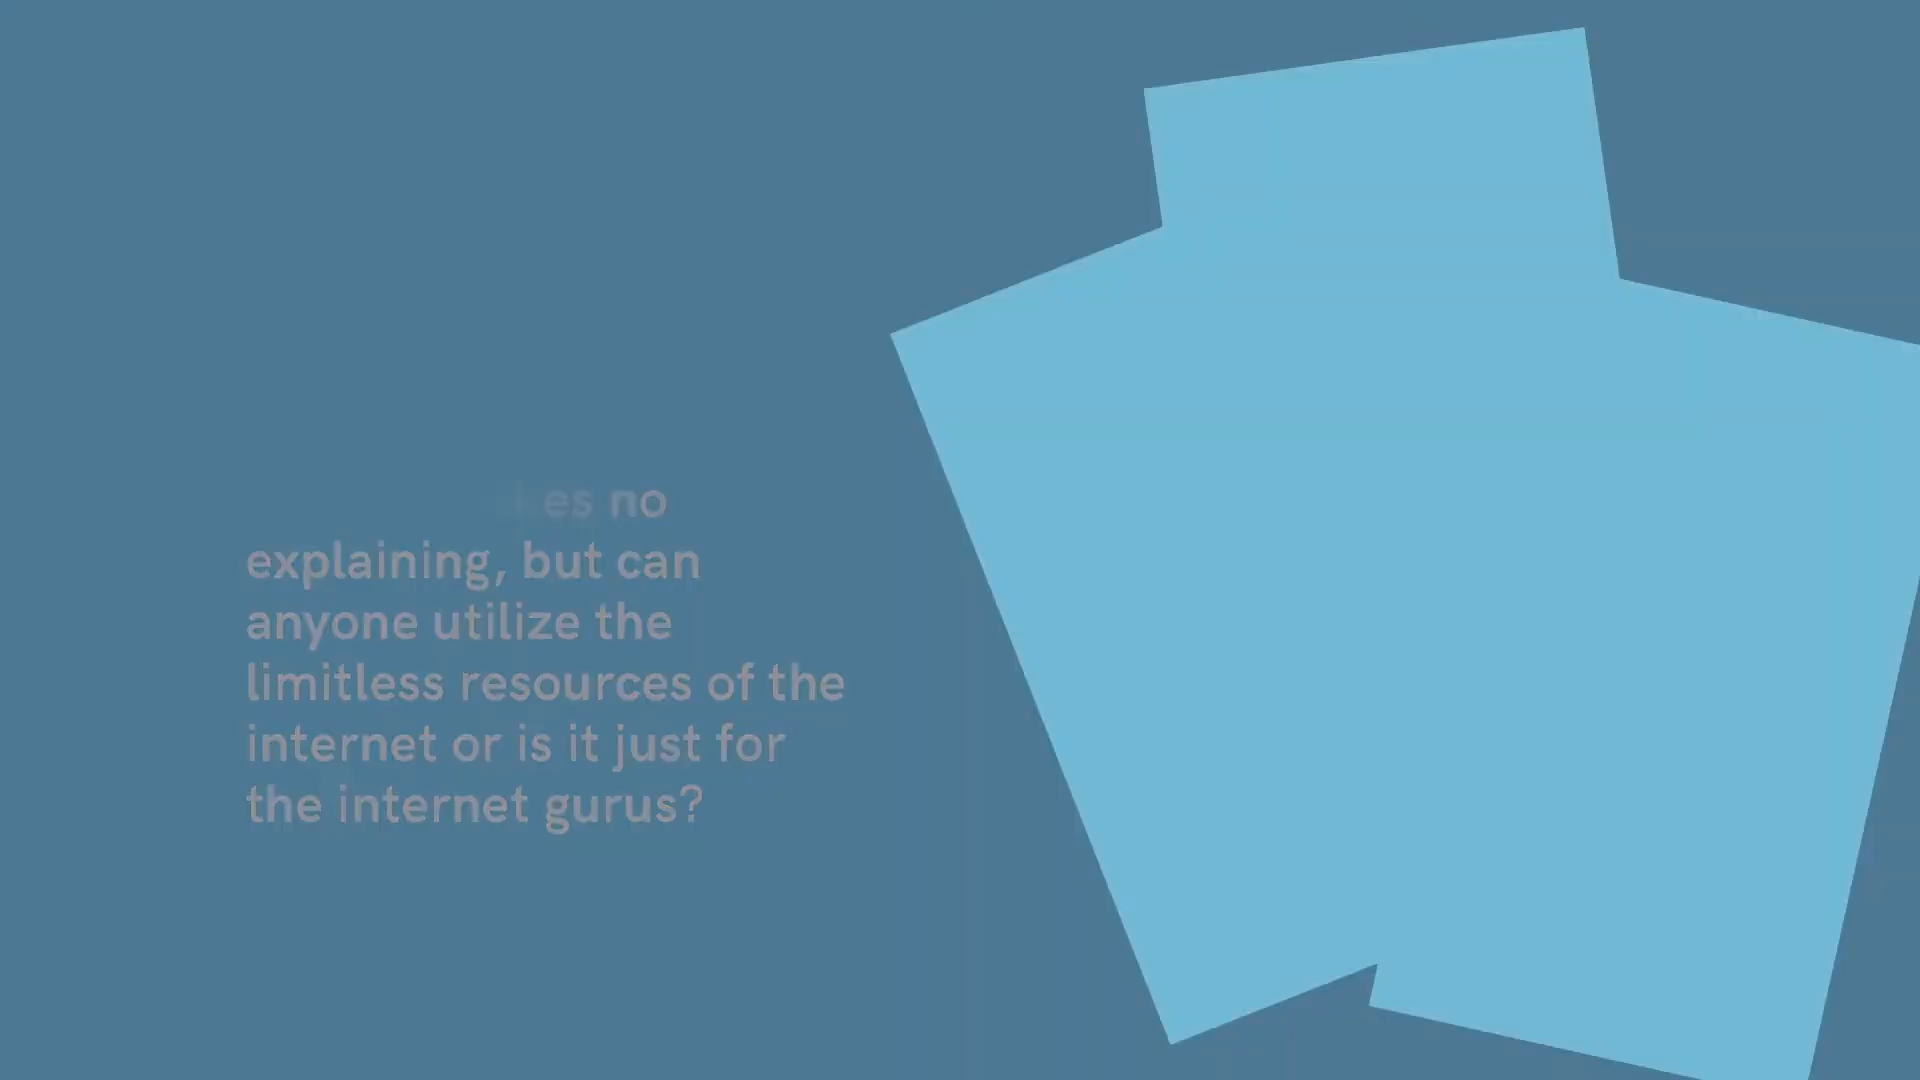 no
explaining, but can
anyone utilize the
limitless resources of the
internet or is it just for
the internet gurus?